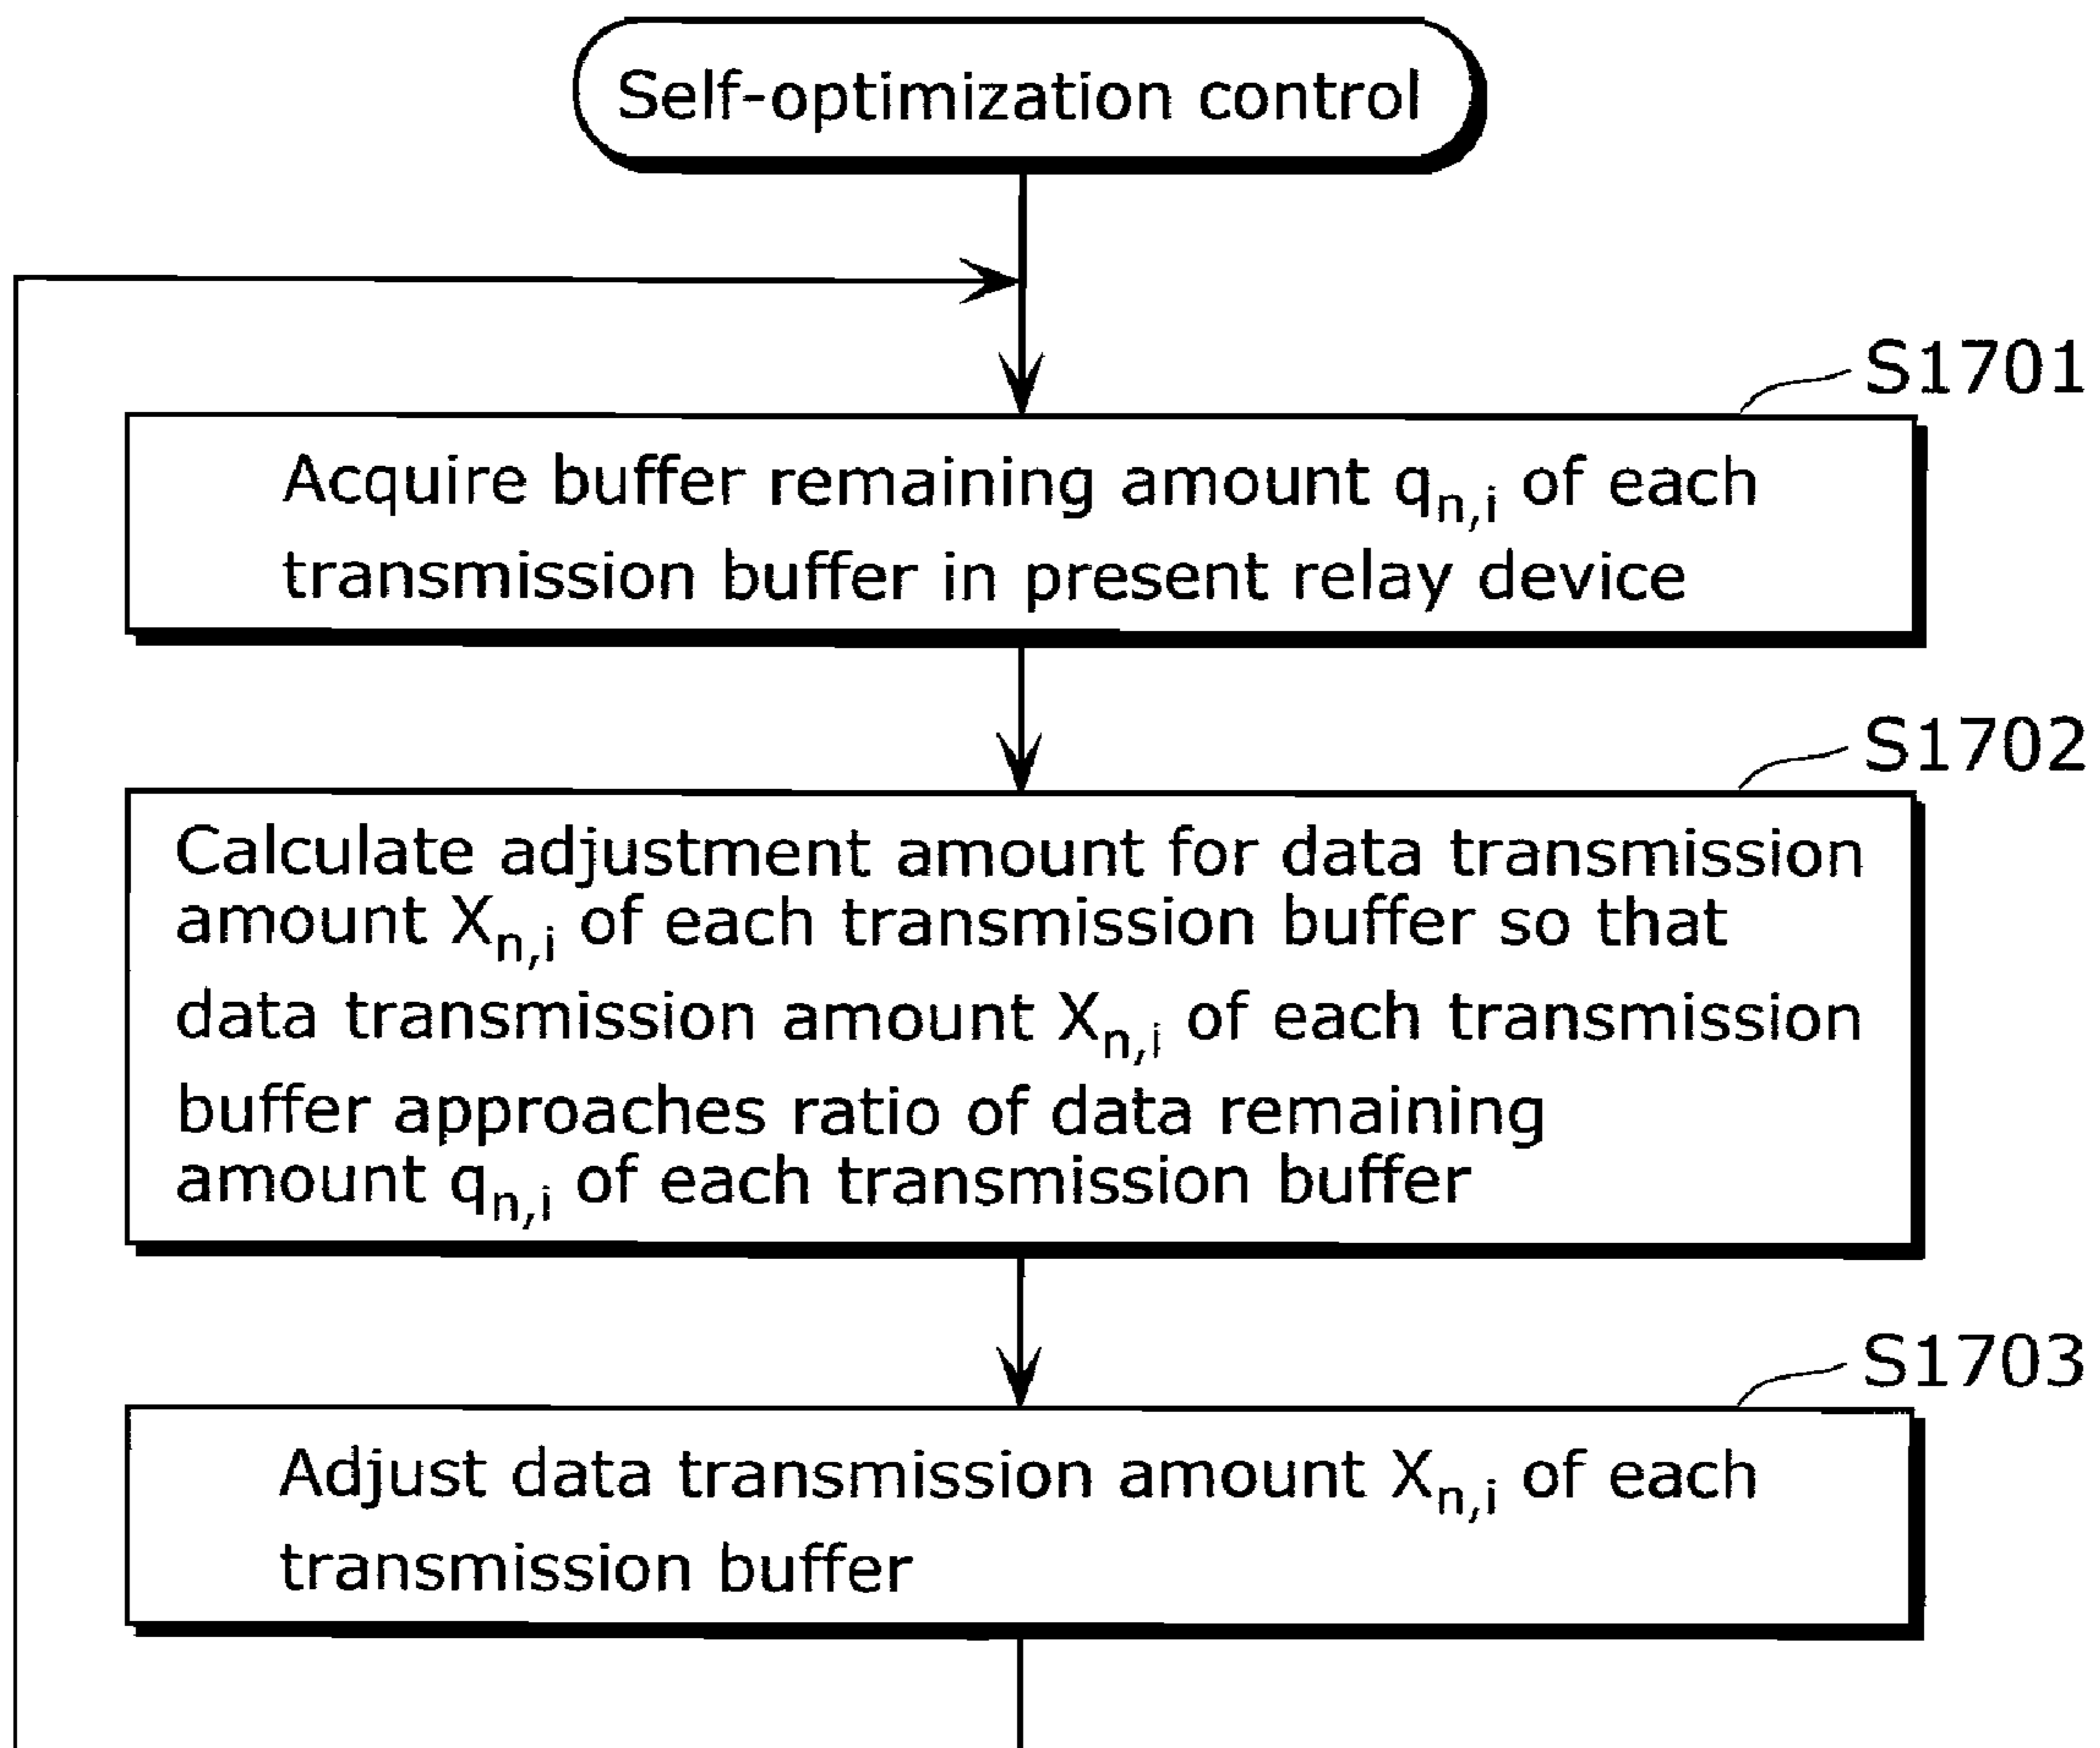 Self-optimization control
S1701
Acquire buffer remaining amount qn,i of each
transmission buffer in present relay device
S1702
Calculate adjustment amount for data transmission
amount Xn,i of each transmission buffer so that
data transmission amount Xn,i of each transmission
buffer approaches ratio of data remaining
amount qn,i of each transmission buffer
S1703
Adjust data transmission amount Xn,i of each
transmission buffer